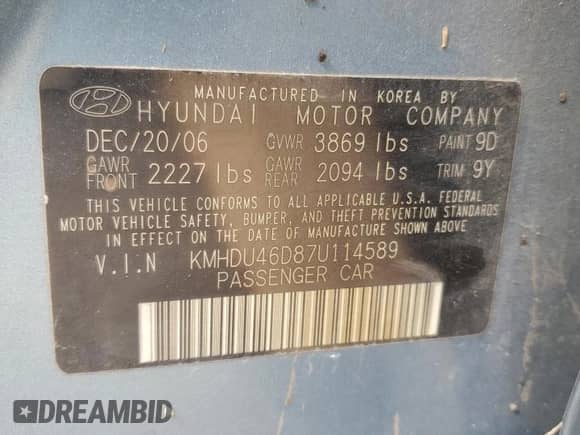 MANUFACTURED IN KOREA BY
HYUNDAI MOTOR COMPANY
DEC/20/06 GVWR 3869 lbs PAINT 9D
GAWR FRONT 2227 lbs GAWR REAR 2094 lbs TRIM 9Y
THIS VEHICLE CONFORMS TO ALL APPLICABLE U.S.A. FEDERAL
MOTOR VEHICLE SAFETY, BUMPER, AND THEFT PREVENTION STANDARDS
IN EFFECT ON THE DATE OF MANUFACTURE SHOWN ABOVE.
V.I.N KMHDU46D87U114589
PASSENGER CAR
DREAMBID